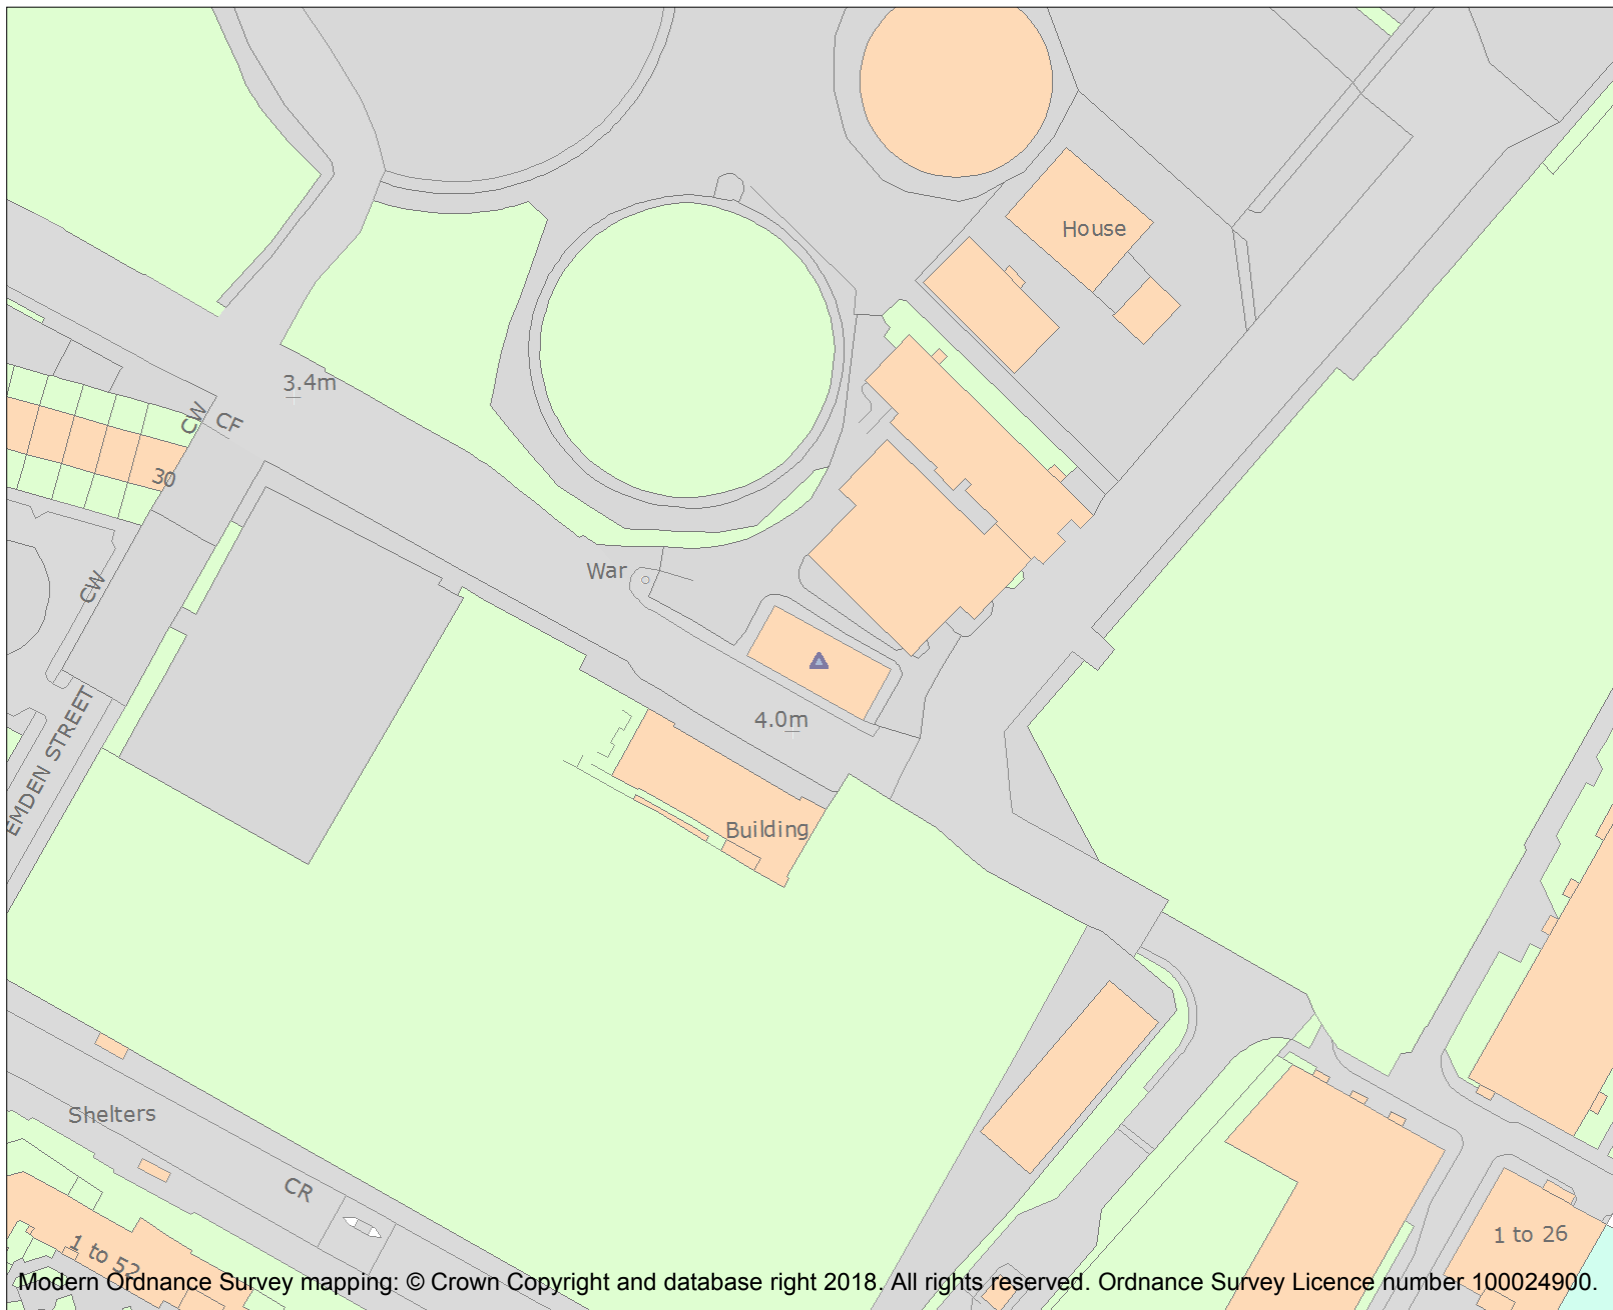 House
3.4m
CW
CF
30
War
CW
4.0m
EMDEN STREET
Building
Shelters
CR
1 to 52
1 to 26
Modern Ordnance Survey mapping: © Crown Copyright and database right 2018. All rights reserved. Ordnance Survey Licence number 100024900.